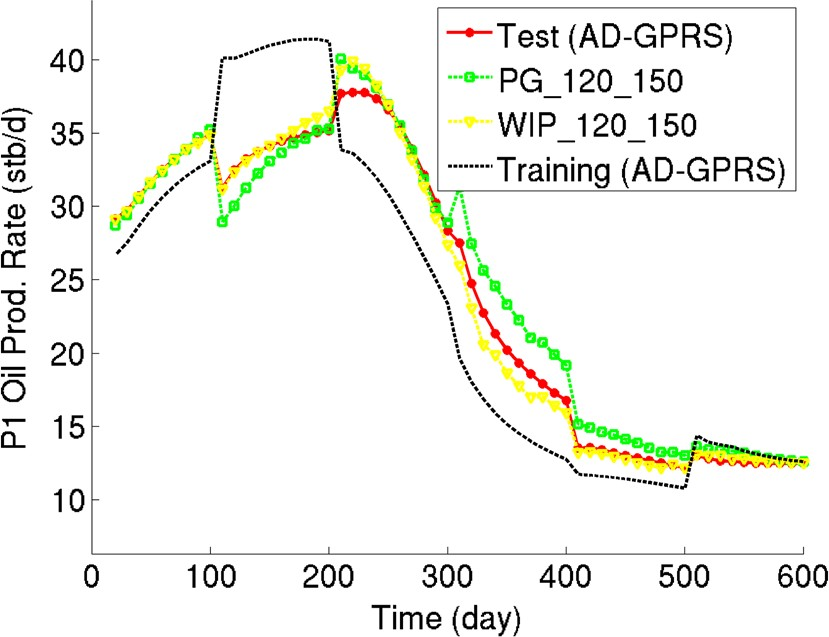 Test (AD-GPRS)
PG_120_150
WIP_120_150
Training (AD-GPRS)
P1 Oil Prod. Rate (stb/d)
40
35
30
25
20
15
10
0 100 200 300 400 500 600
Time (day)